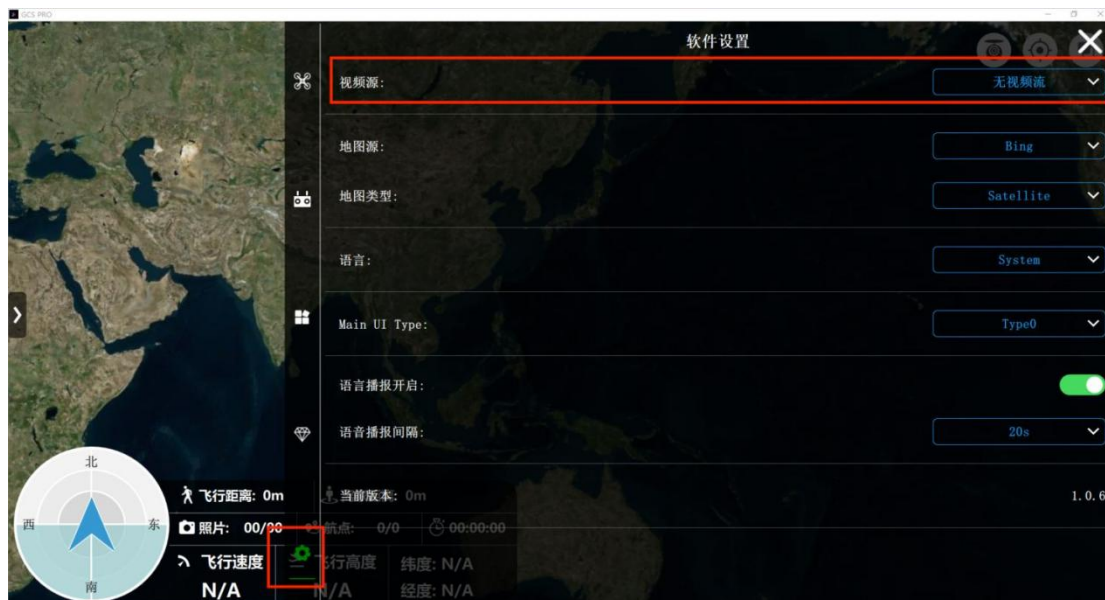 GCS PRO
软件设置
视频源: 无视频流
地图源: Bing
地图类型: Satellite
语言: System
Main UI Type: Type0
语言播报开启:
语音播报间隔: 20s
当前版本: 1.0.6
北
西
东
南
飞行距离: 0m
0m
照片: 00/00
航点: 0/0
00:00:00
飞行速度
N/A
飞行高度
N/A
纬度: N/A
经度: N/A